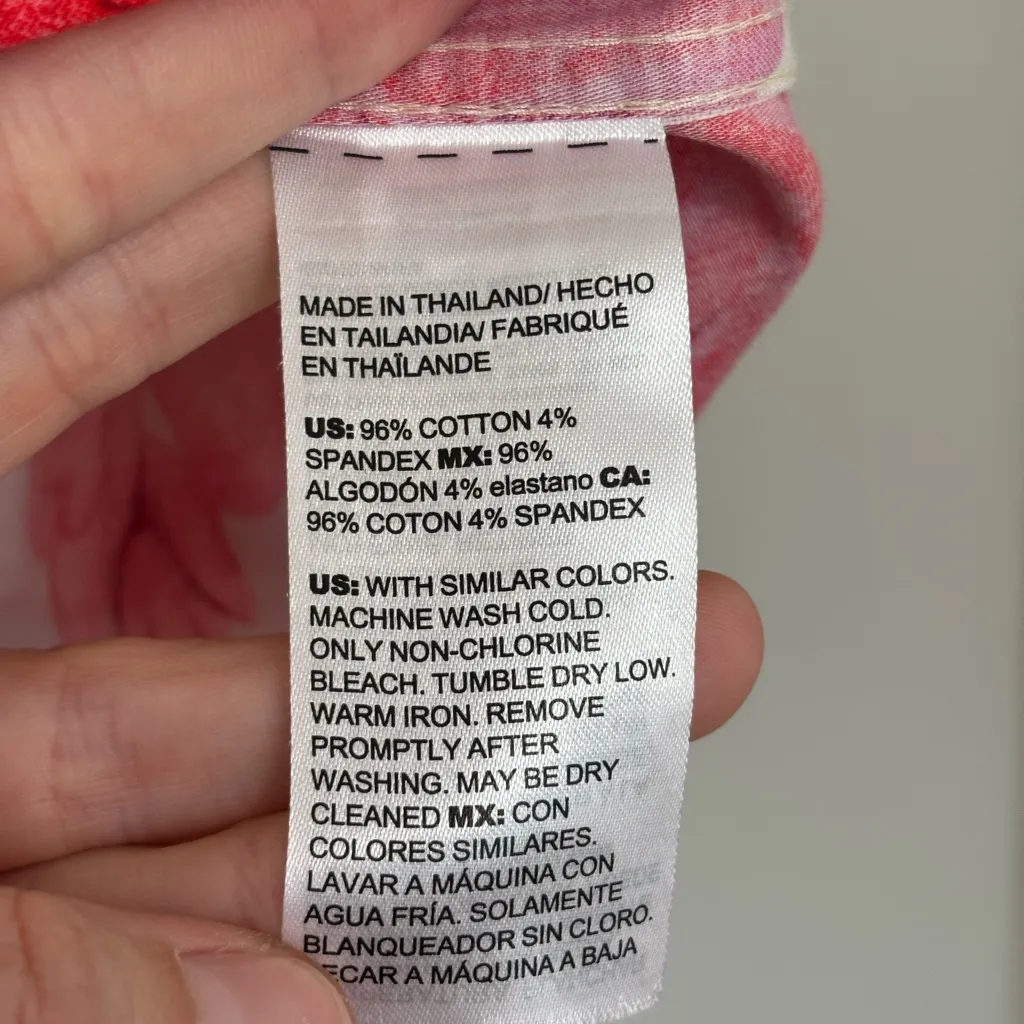 MADE IN THAILAND/ HECHO
EN TAILANDIA/ FABRIQUÉ
EN THAÏLANDE
US: 96% COTTON 4%
SPANDEX MX: 96%
ALGODÓN 4% elastano CA:
96% COTON 4% SPANDEX
US: WITH SIMILAR COLORS.
MACHINE WASH COLD.
ONLY NON-CHLORINE
BLEACH. TUMBLE DRY LOW.
WARM IRON. REMOVE
PROMPTLY AFTER
WASHING. MAY BE DRY
CLEANED MX: CON
COLORES SIMILARES.
LAVAR A MÁQUINA CON
AGUA FRÍA. SOLAMENTE
BLANQUEADOR SIN CLORO.
ECAR A MÁQUINA A BAJA